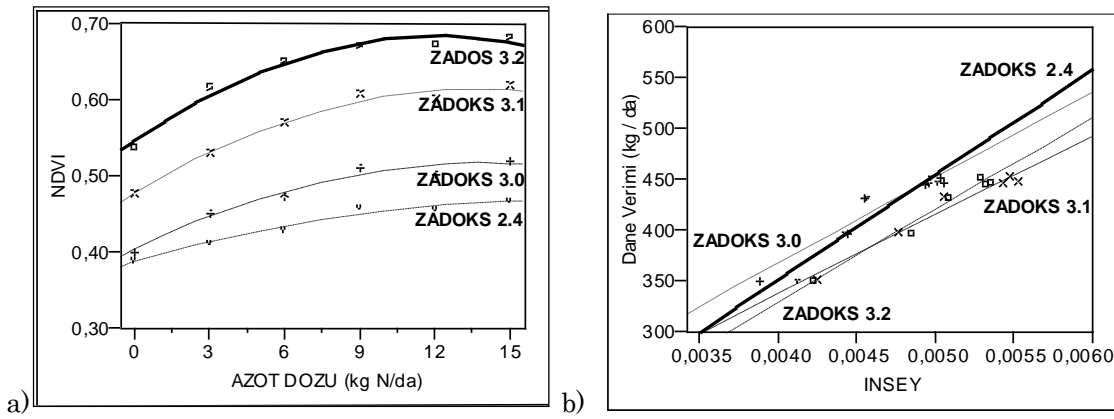 0,70
0,60
0,50
0,40
0,30
NDVI
ZADOS 3.2
ZADOKS 3.1
ZADOKS 3.0
ZADOKS 2.4
0 3 6 9 12 15
AZOT DOZU (kg N/da)
a)
600
550
500
450
400
350
300
Dane Verimi (kg / da)
ZADOKS 2.4
ZADOKS 3.1
ZADOKS 3.0
ZADOKS 3.2
0,0035 0,0040 0,0045 0,0050 0,0055 0,0060
INSEY
b)